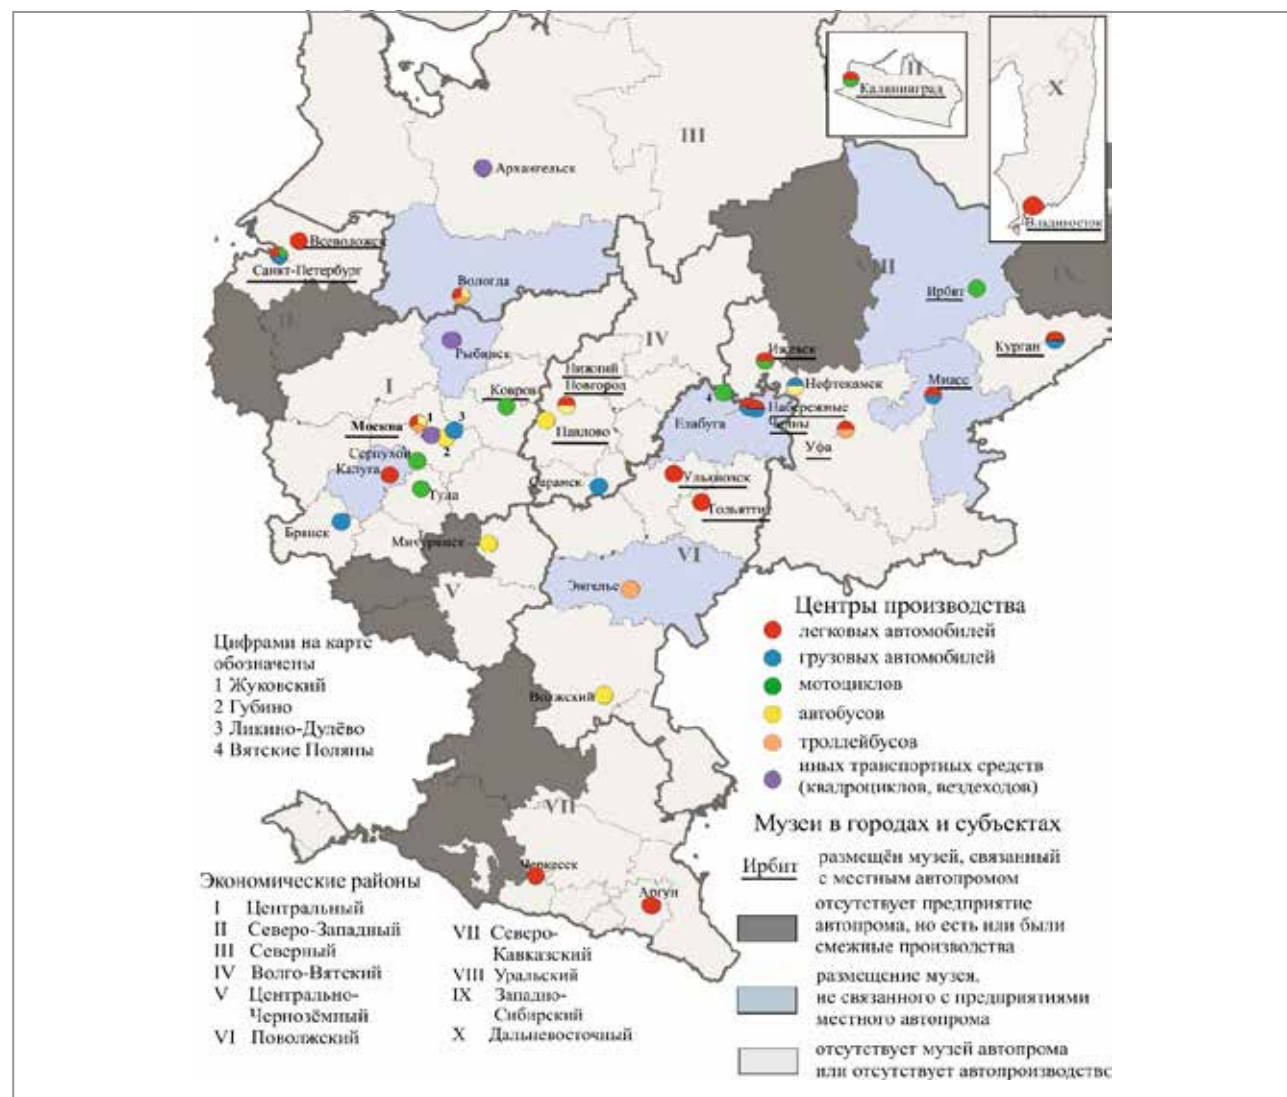 II
Калининград
X
Владивосток
III
Архангельск
Всеволожск
Санкт-Петербург
Вологда
VIII
IX
Ирбит
Рыбинск
IV
Ижевск
Курган
I
Нижний
Новгород
Ковров
4
Нефтекамск
Миасс
Москва
1
3
2
Павлово
Елабуга
Набережные
Челны
Уфа
Серпухов
Калуга
Тула
Саранск
Ульяновск
Тольятти
Брянск
Мичуринск
VI
V
Энгельс
Волжский
VII
Черкесск
Аргун
Цифрами на карте
обозначены
1 Жуковский
2 Губино
3 Ликино-Дулёво
4 Вятские Поляны
Центры производства
легковых автомобилей
грузовых автомобилей
мотоциклов
автобусов
троллейбусов
иных транспортных средств
(квадроциклов, вездеходов)
Музеи в городах и субъектах
Ирбит размещён музей, связанный
с местным автопромом
отсутствует предприятие
автопрома, но есть или были
смежные производства
размещение музея,
не связанного с предприятиями
местного автопрома
отсутствует музей автопрома
или отсутствует автопроизводство
Экономические районы
I Центральный
II Северо-Западный
III Северный
IV Волго-Вятский
V Центрально-
Чернозёмный
VI Поволжский
VII Северо-
Кавказский
VIII Уральский
IX Западно-
Сибирский
X Дальневосточный